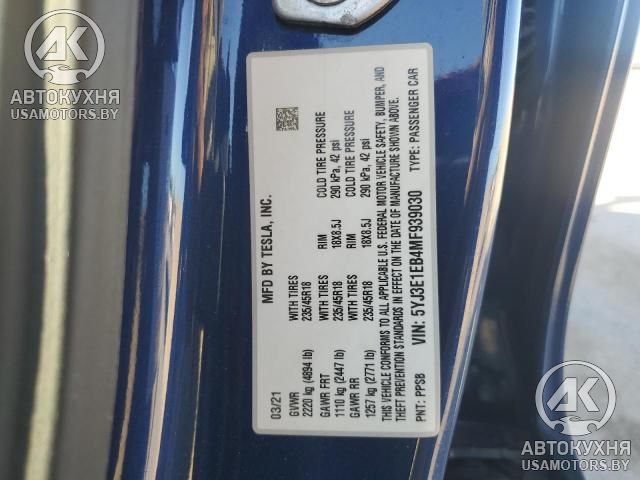 AK
АВТОКУХНЯ
USAMOTORS.BY
MFD BY TESLA, INC.
03/21
GVWR
2220 kg (4894 lb)
GAWR FRT
1110 kg (2447 lb)
GAWR RR
1257 kg (2771 lb)
WITH TIRES
235/45R18
WITH TIRES
235/45R18
WITH TIRES
235/45R18
RIM
18X8.5J
RIM
18X8.5J
COLD TIRE PRESSURE
290 kPa, 42 psi
COLD TIRE PRESSURE
290 kPa, 42 psi
THIS VEHICLE CONFORMS TO ALL APPLICABLE U.S. FEDERAL MOTOR VEHICLE SAFETY, BUMPER, AND
THEFT PREVENTION STANDARDS IN EFFECT ON THE DATE OF MANUFACTURE SHOWN ABOVE.
PNT: PPSB
VIN: 5YJ3E1EB4MF939030
TYPE: PASSENGER CAR
AK
АВТОКУХНЯ
USAMOTORS.BY